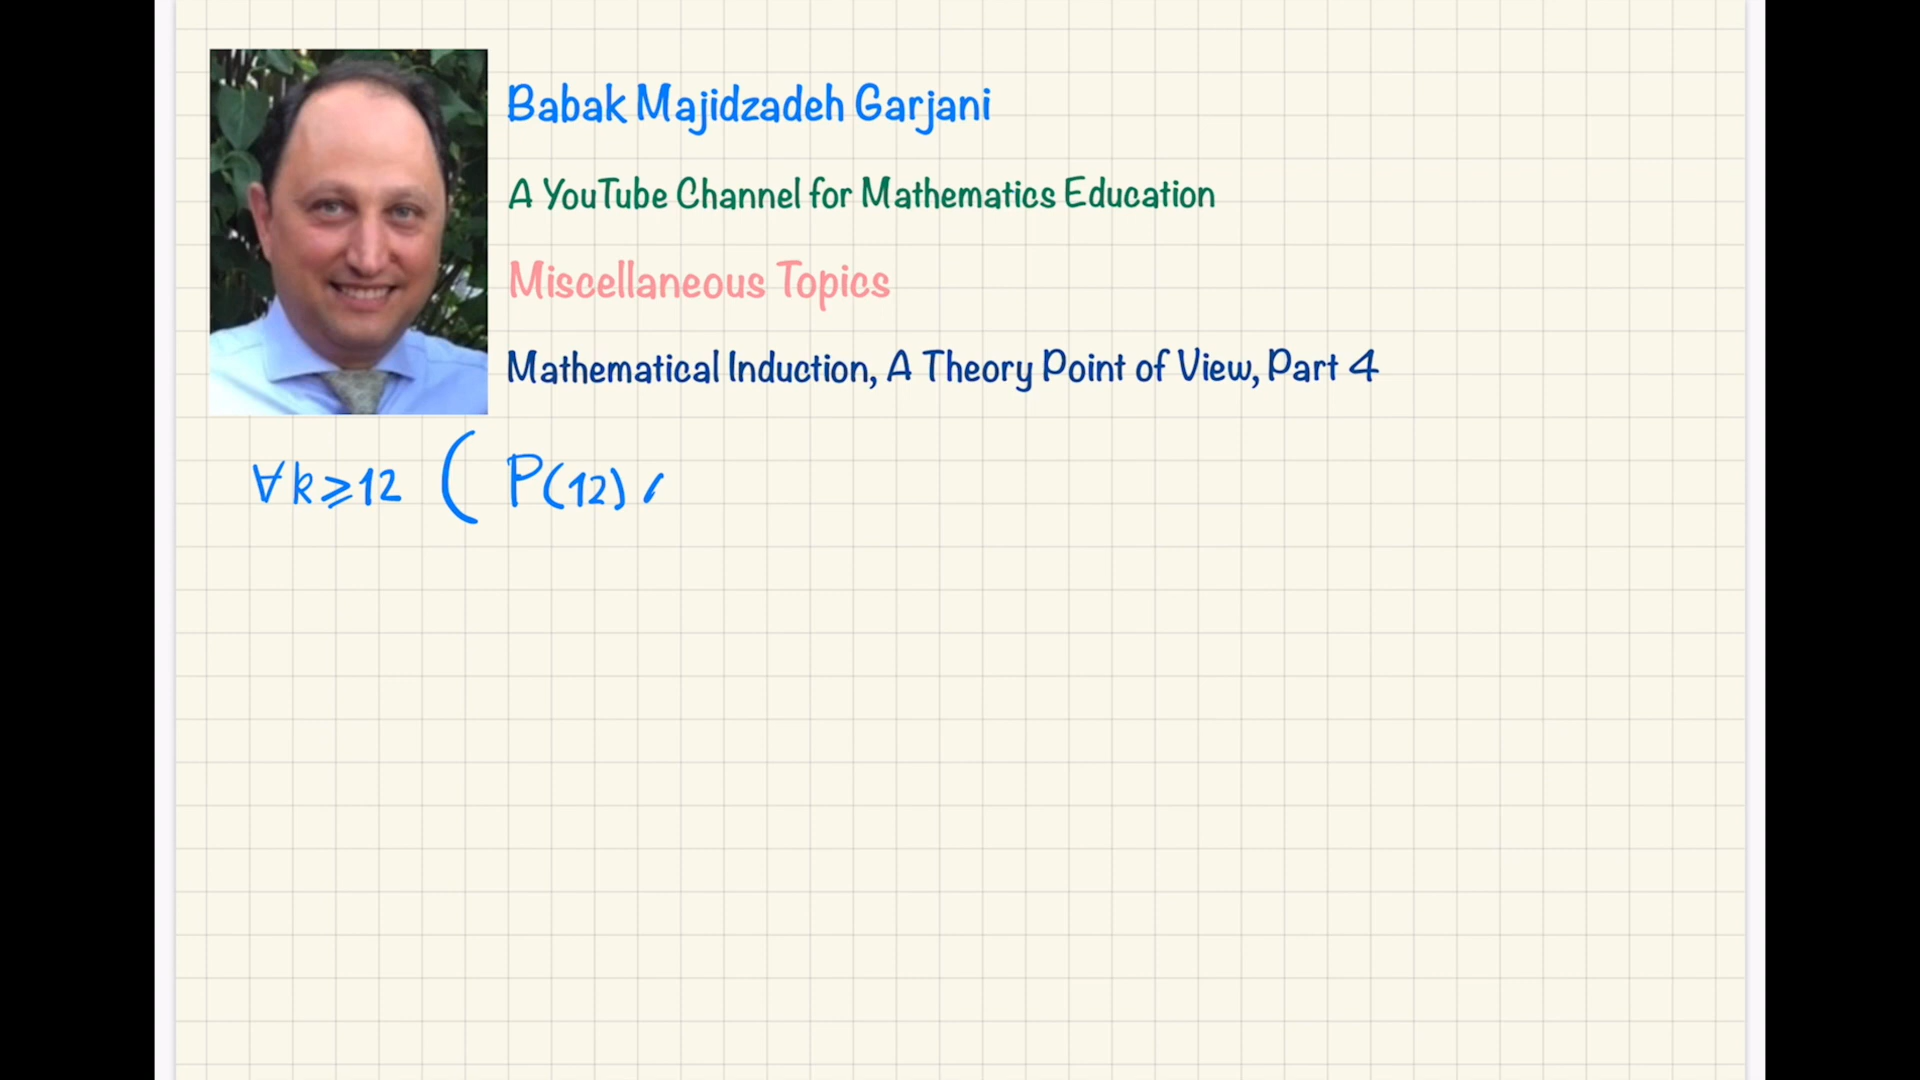 Babak Majidzadeh Garjani
A YouTube Channel for Mathematics Education
Miscellaneous Topics
Mathematical Induction, A Theory Point of View, Part 4
∀k⩾12 ( P(12)